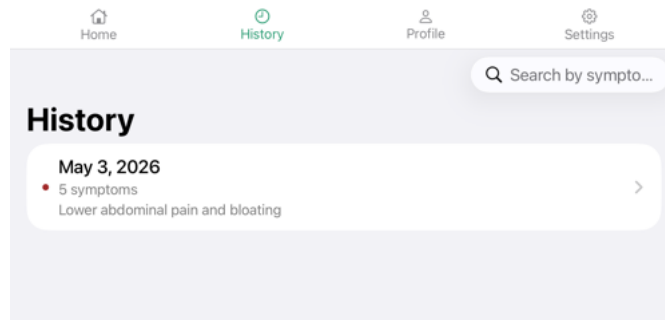 Home
History
Profile
Settings
Search by sympto...
History
May 3, 2026
5 symptoms
Lower abdominal pain and bloating